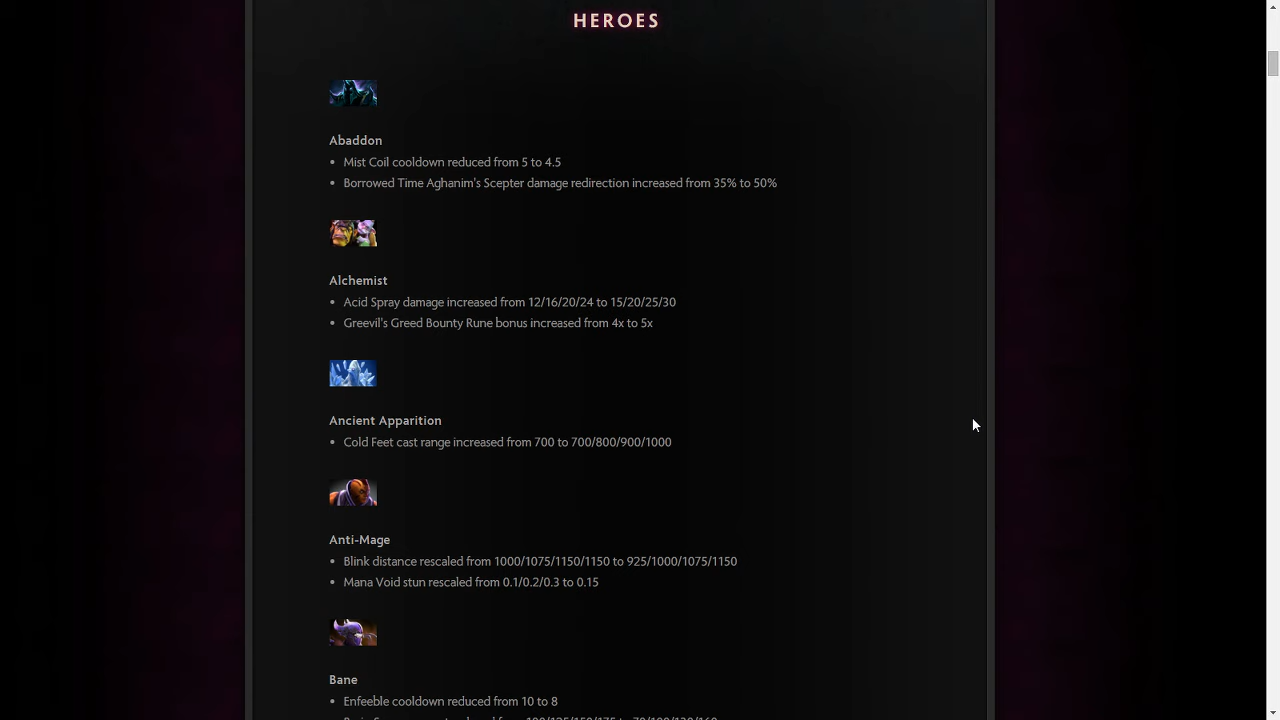 HEROES
Abaddon
• Mist Coil cooldown reduced from 5 to 4.5
• Borrowed Time Aghanim's Scepter damage redirection increased from 35% to 50%
Alchemist
• Acid Spray damage increased from 12/16/20/24 to 15/20/25/30
• Greevil's Greed Bounty Rune bonus increased from 4x to 5x
Ancient Apparition
• Cold Feet cast range increased from 700 to 700/800/900/1000
Anti-Mage
• Blink distance rescaled from 1000/1075/1150/1150 to 925/1000/1075/1150
• Mana Void stun rescaled from 0.1/0.2/0.3 to 0.15
Bane
• Enfeeble cooldown reduced from 10 to 8